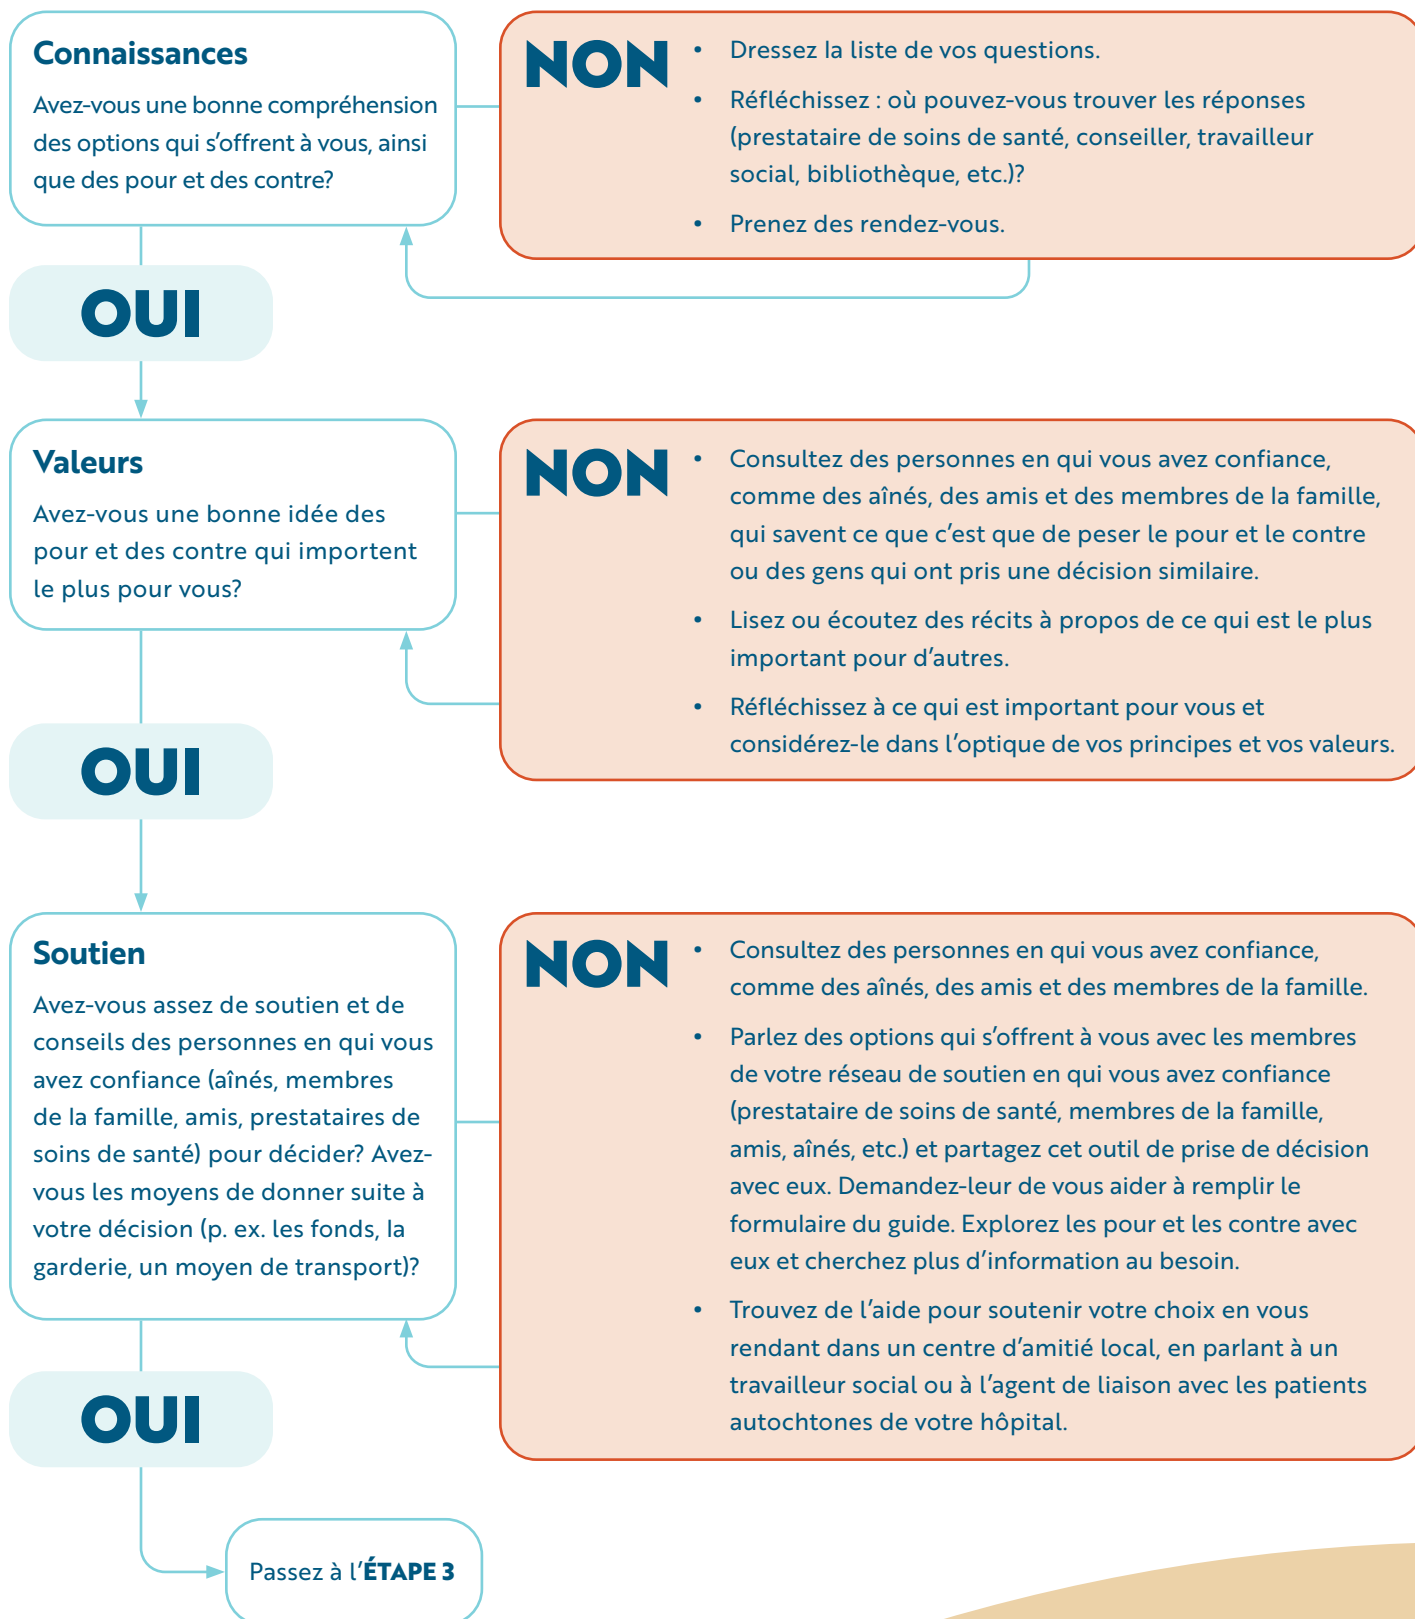 Connaissances
Avez-vous une bonne compréhension
des options qui s’offrent à vous, ainsi
que des pour et des contre?
NON
• Dressez la liste de vos questions.
• Réfléchissez : où pouvez-vous trouver les réponses
(prestataire de soins de santé, conseiller, travailleur
social, bibliothèque, etc.)?
• Prenez des rendez-vous.
OUI
Valeurs
Avez-vous une bonne idée des
pour et des contre qui importent
le plus pour vous?
NON
• Consultez des personnes en qui vous avez confiance,
comme des aînés, des amis et des membres de la famille,
qui savent ce que c’est que de peser le pour et le contre
ou des gens qui ont pris une décision similaire.
• Lisez ou écoutez des récits à propos de ce qui est le plus
important pour d’autres.
• Réfléchissez à ce qui est important pour vous et
considérez-le dans l’optique de vos principes et vos valeurs.
OUI
Soutien
Avez-vous assez de soutien et de
conseils des personnes en qui vous
avez confiance (aînés, membres
de la famille, amis, prestataires de
soins de santé) pour décider? Avez-
vous les moyens de donner suite à
votre décision (p. ex. les fonds, la
garderie, un moyen de transport)?
NON
• Consultez des personnes en qui vous avez confiance,
comme des aînés, des amis et des membres de la famille.
• Parlez des options qui s’offrent à vous avec les membres
de votre réseau de soutien en qui vous avez confiance
(prestataire de soins de santé, membres de la famille,
amis, aînés, etc.) et partagez cet outil de prise de décision
avec eux. Demandez-leur de vous aider à remplir le
formulaire du guide. Explorez les pour et les contre avec
eux et cherchez plus d’information au besoin.
• Trouvez de l’aide pour soutenir votre choix en vous
rendant dans un centre d’amitié local, en parlant à un
travailleur social ou à l’agent de liaison avec les patients
autochtones de votre hôpital.
OUI
Passez à l’ÉTAPE 3